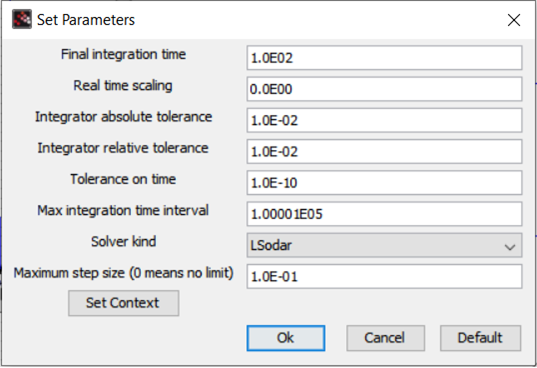 Set Parameters
Final integration time 1.0E02
Real time scaling 0.0E00
Integrator absolute tolerance 1.0E-02
Integrator relative tolerance 1.0E-02
Tolerance on time 1.0E-10
Max integration time interval 1.00001E05
Solver kind LSodar
Maximum step size (0 means no limit) 1.0E-01
Set Context
Ok Cancel Default